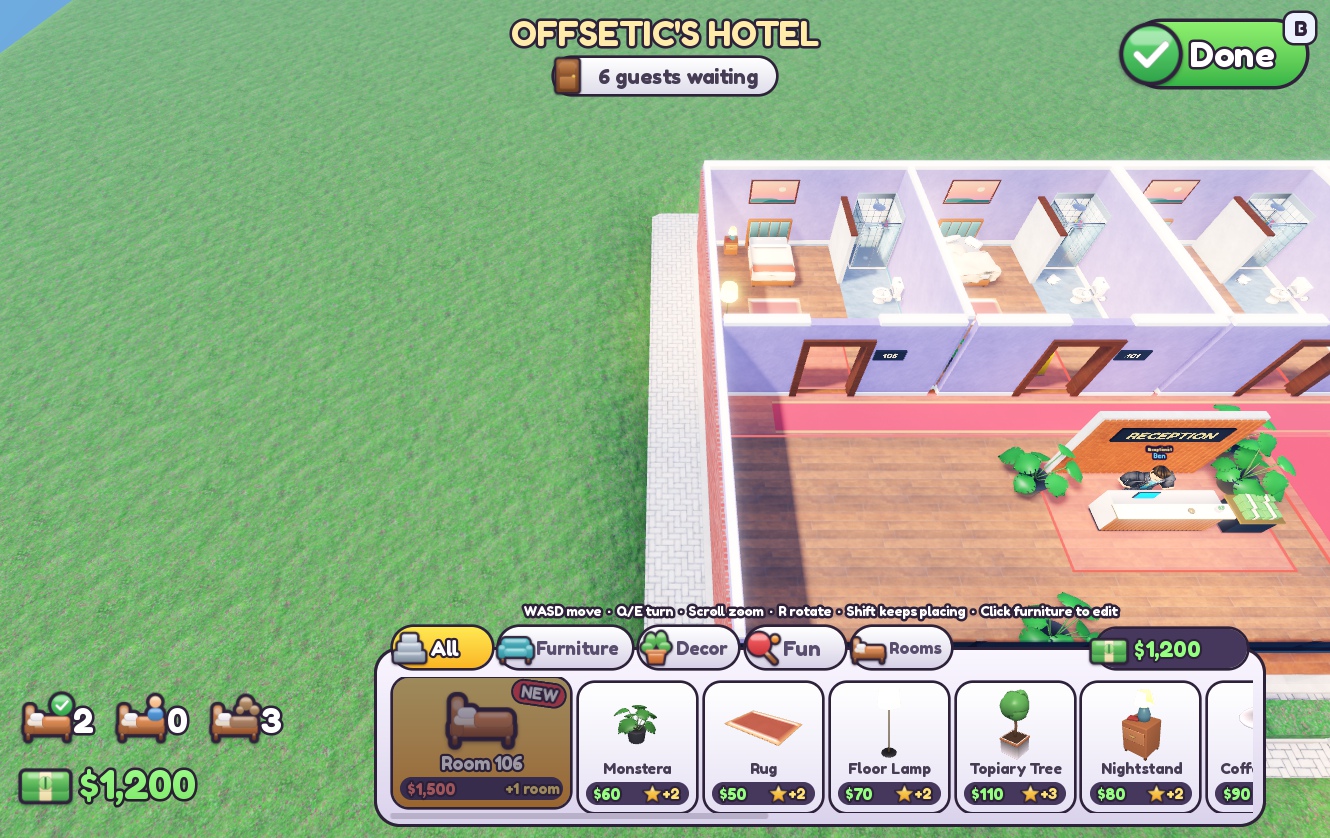 OFFSETIC'S HOTEL
6 guests waiting
B
Done
105
101
RECEPTION
Receptionist
Ben
WASD move • Q/E turn • Scroll zoom • R rotate • Shift keeps placing • Click furniture to edit
All
Furniture
Decor
Fun
Rooms
$1,200
NEW
Room 106
$1,500
+1 room
Monstera
$60
+2
Rug
$50
+2
Floor Lamp
$70
+2
Topiary Tree
$110
+3
Nightstand
$80
+2
Coff
$90
2
0
3
$1,200